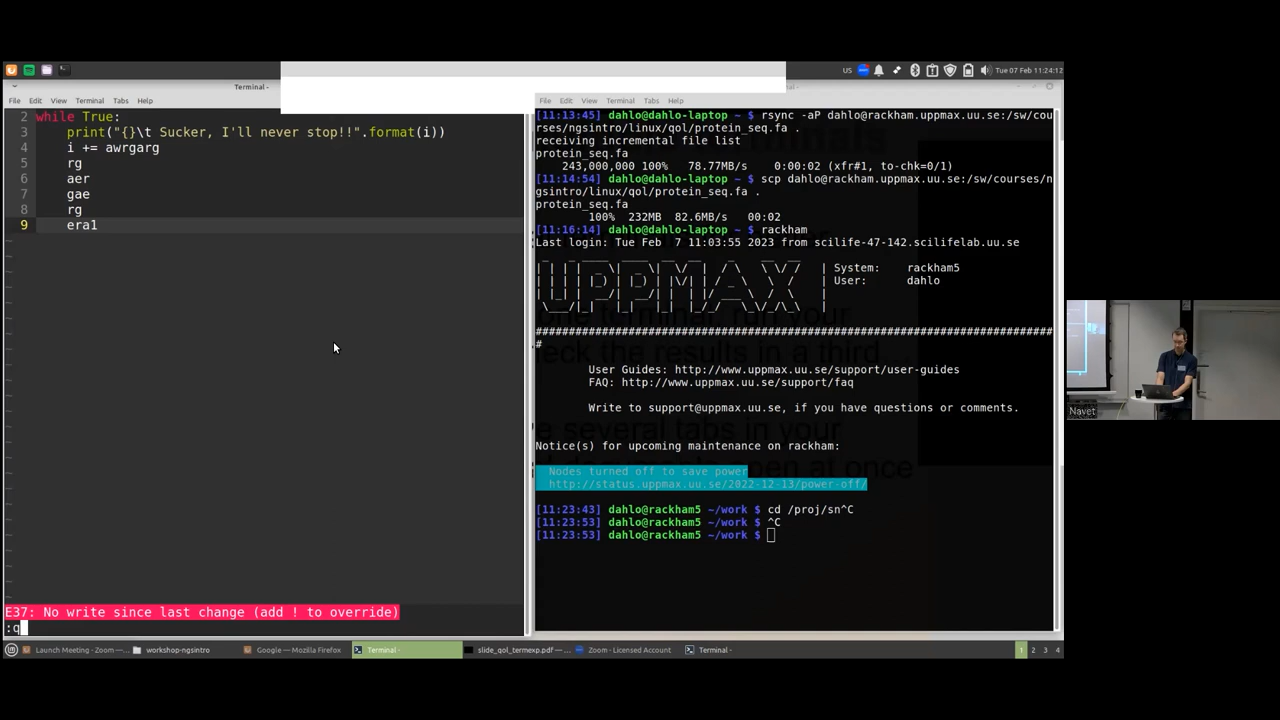 US
Tue 07 Feb 11:24:12
Terminal -
File Edit View Terminal Tabs Help
2 while True:
3 print("{}\t Sucker, I'll never stop!!".format(i))
4 i += awrgarg
5 rg
6 aer
7 gae
8 rg
9 era1
~
E37: No write since last change (add ! to override)
:q
File Edit View Terminal Tabs Help
[11:13:45] dahlo@dahlo-laptop ~ $ rsync -aP dahlo@rackham.uppmax.uu.se:/sw/cou
rses/ngsintro/linux/qol/protein_seq.fa .
receiving incremental file list
protein_seq.fa
243,000,000 100% 78.77MB/s 0:00:02 (xfr#1, to-chk=0/1)
[11:14:54] dahlo@dahlo-laptop ~ $ scp dahlo@rackham.uppmax.uu.se:/sw/courses/n
gsintro/linux/qol/protein_seq.fa .
protein_seq.fa
100% 232MB 82.6MB/s 00:02
[11:16:14] dahlo@dahlo-laptop ~ $ rackham
Last login: Tue Feb 7 11:03:55 2023 from scilife-47-142.scilifelab.uu.se
UPPMAX
| System: rackham5
| User: dahlo
##############################################################################
#
User Guides: http://www.uppmax.uu.se/support/user-guides
FAQ: http://www.uppmax.uu.se/support/faq
Write to support@uppmax.uu.se, if you have questions or comments.
Notice(s) for upcoming maintenance on rackham:
Nodes turned off to save power
http://status.uppmax.uu.se/2022-12-13/power-off/
[11:23:43] dahlo@rackham5 ~/work $ cd /proj/sn^C
[11:23:53] dahlo@rackham5 ~/work $ ^C
[11:23:53] dahlo@rackham5 ~/work $
Navet
Launch Meeting - Zoom —...
workshop-ngsintro
Google — Mozilla Firefox
Terminal -
slide_qol_termexp.pdf —...
Zoom - Licensed Account
Terminal -
1 2 3 4